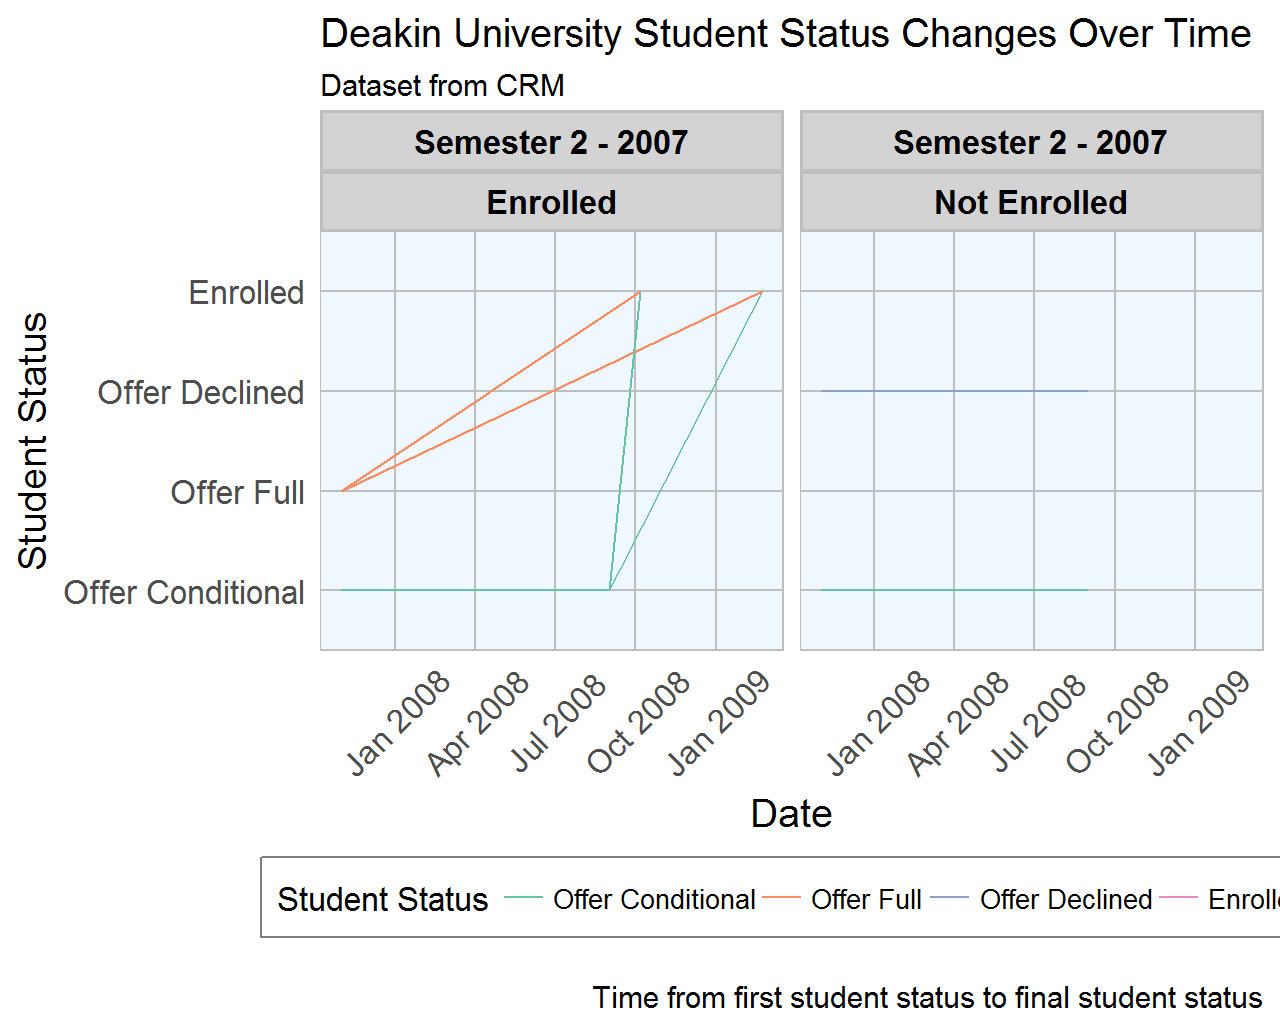 Deakin University Student Status Changes Over Time
Dataset from CRM
Semester 2 - 2007
Semester 2 - 2007
Enrolled
Not Enrolled
Student Status
Enrolled
Offer Declined
Offer Full
Offer Conditional
Jan 2008
Apr 2008
Jul 2008
Oct 2008
Jan 2009
Jan 2008
Apr 2008
Jul 2008
Oct 2008
Jan 2009
Date
Student Status Offer Conditional Offer Full Offer Declined Enrolle
Time from first student status to final student status